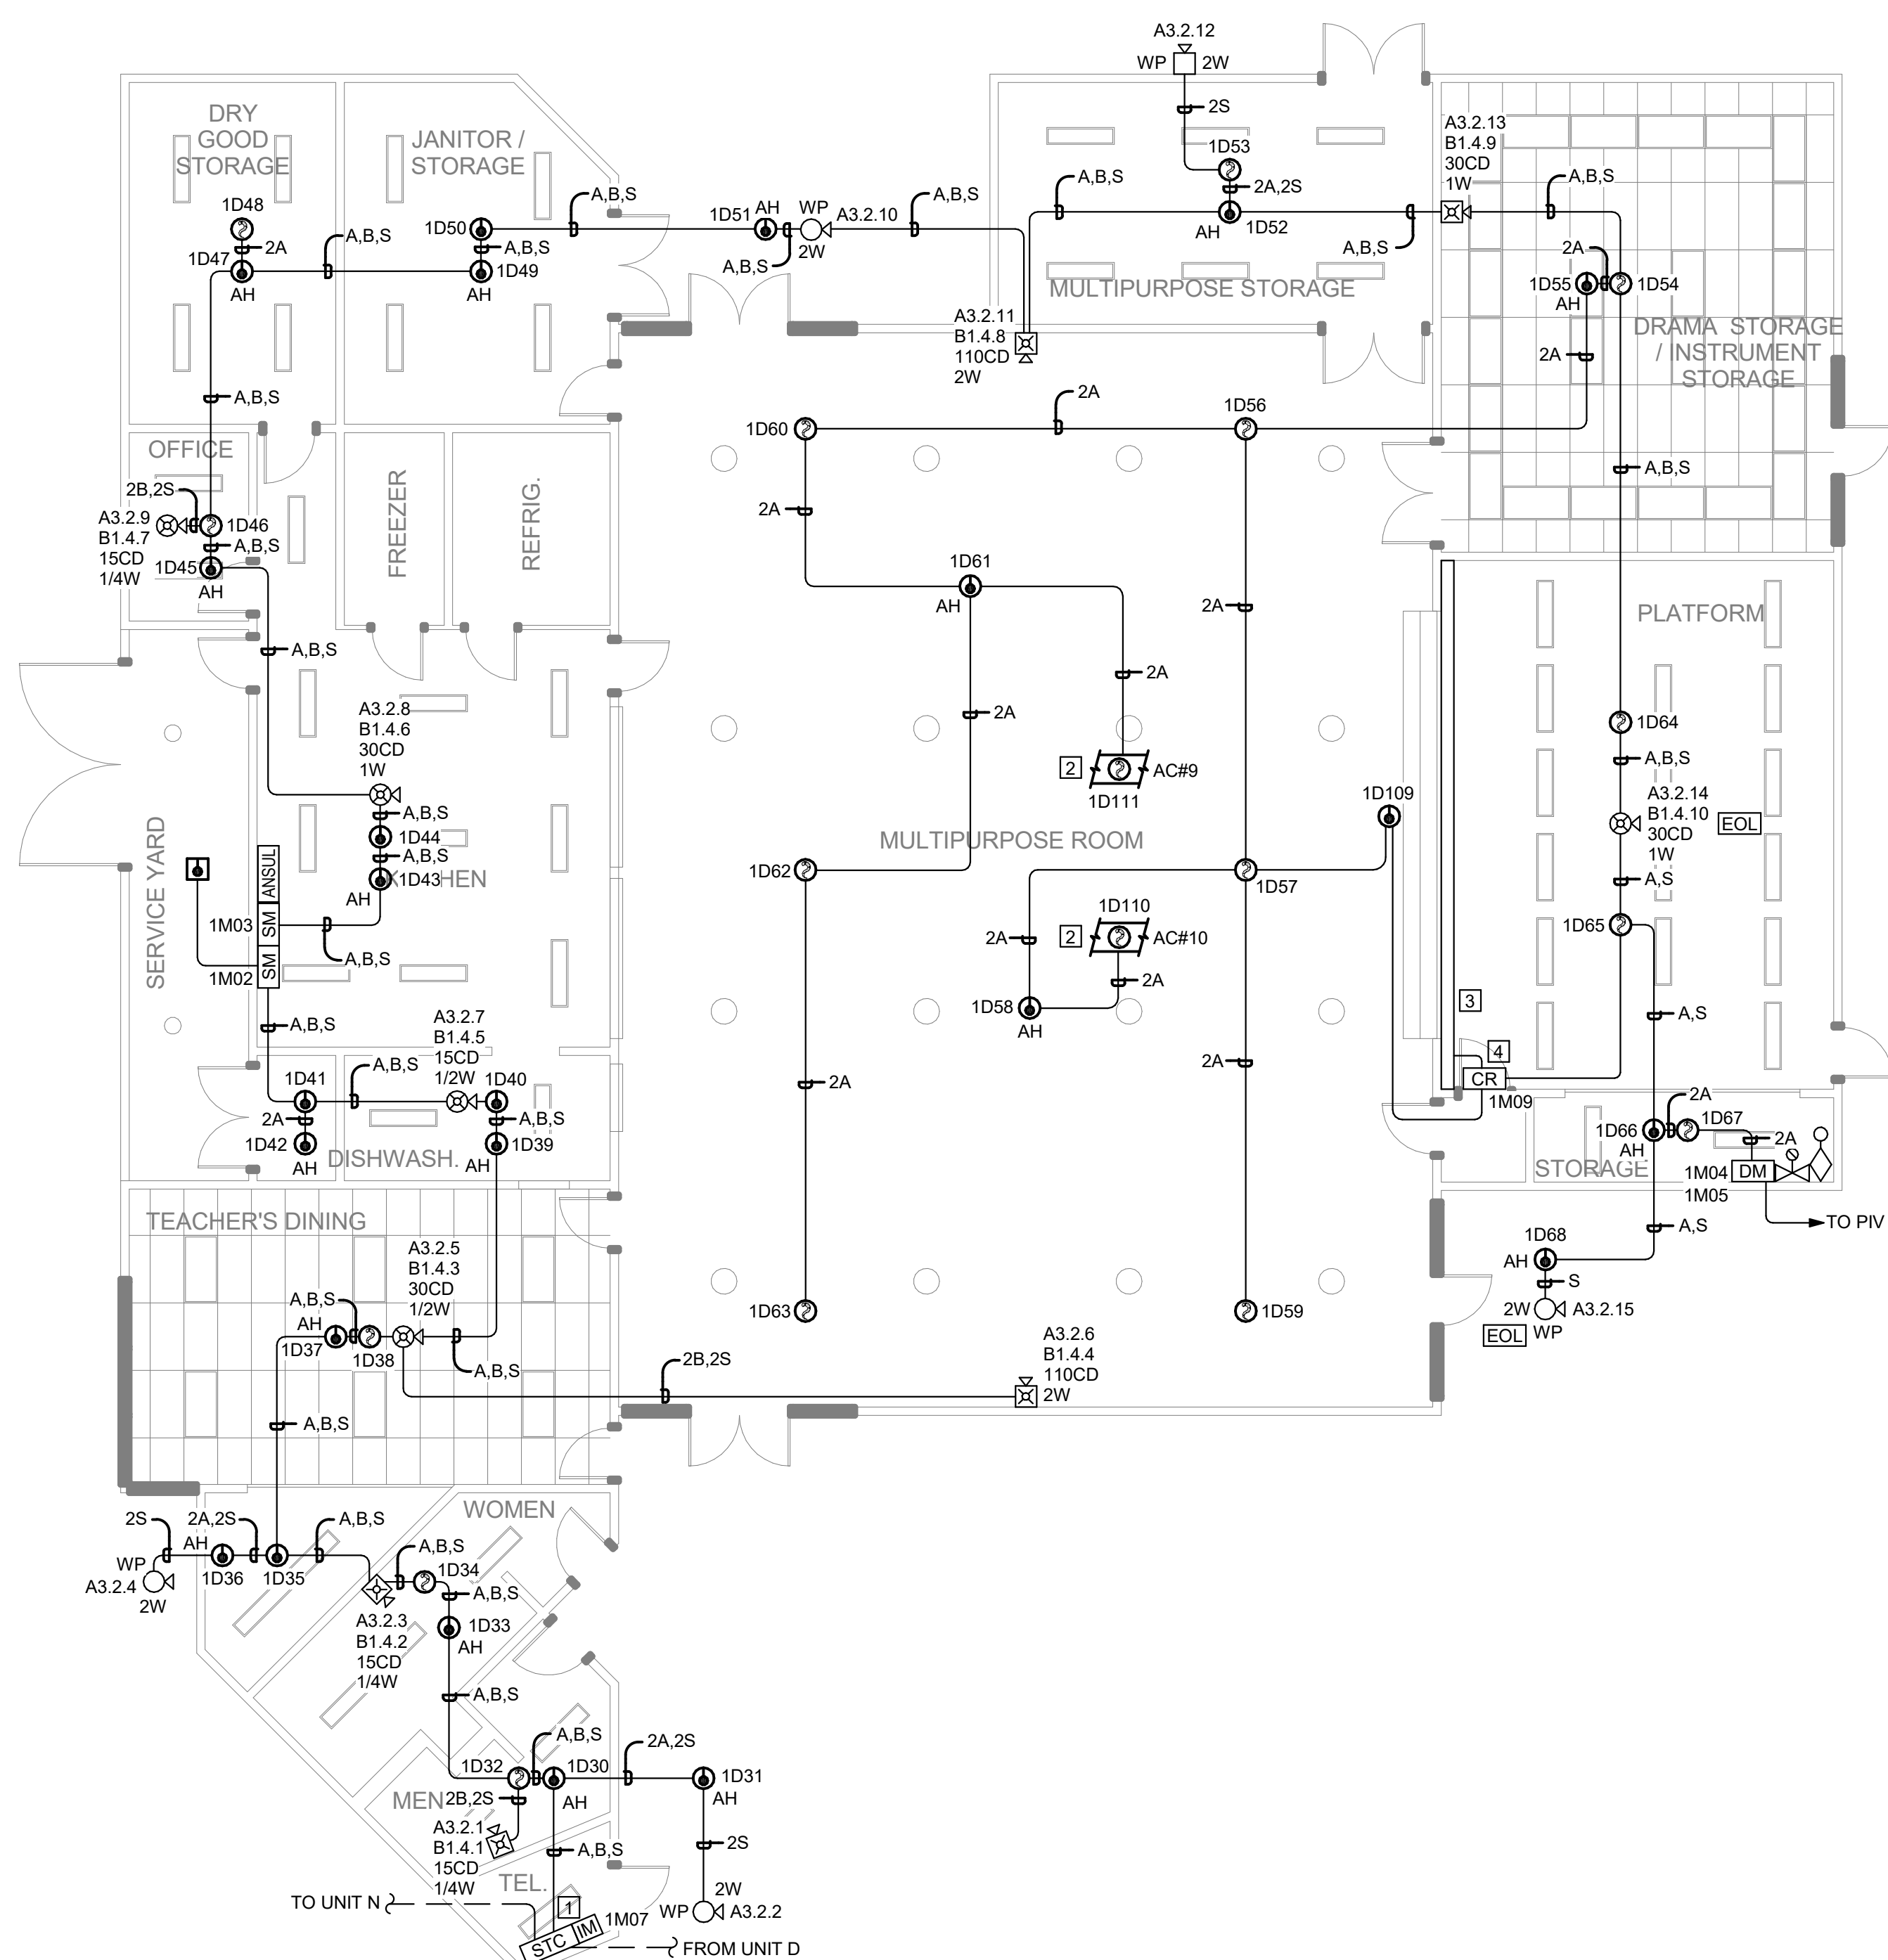 A3.2.12
WP
2W
2S
DRY
GOOD
STORAGE
JANITOR /
STORAGE
1D53
2A,2S
1D52
AH
A3.2.13
B1.4.9
30CD
1W
A,B,S
A,B,S
A,B,S
1D48
2A
1D47
AH
A,B,S
1D50
A,B,S
1D49
AH
A,B,S
1D51
AH
A,B,S
WP
2W
A3.2.10
A,B,S
MULTIPURPOSE STORAGE
2A
1D55
AH
1D54
2A
DRAMA STORAGE
/ INSTRUMENT
STORAGE
A3.2.11
B1.4.8
110CD
2W
A,B,S
OFFICE
2B,2S
A3.2.9
B1.4.7
15CD
1/4W
1D46
A,B,S
1D45
AH
FREEZER
REFRIG.
1D60
2A
1D56
A,B,S
2A
1D61
AH
2A
A,B,S
PLATFORM
2A
2A
A3.2.8
B1.4.6
30CD
1W
A,B,S
1D44
A,B,S
1D43
AH
KITCHEN
2
AC#9
1D111
1D109
1D64
A,B,S
A3.2.14
B1.4.10
30CD
1W
EOL
A,S
MULTIPURPOSE ROOM
1D62
1D57
SERVICE YARD
ANSUL
SM
SM
1M03
1M02
A,B,S
A,B,S
1D110
2
AC#10
2A
2A
1D58
AH
1D65
3
A,S
4
CR
1M09
A3.2.7
B1.4.5
15CD
1/2W
A,B,S
1D41
2A
1D42
AH
1D40
A,B,S
1D39
AH
DISHWASH.
2A
2A
2A
1D67
1D66
AH
2A
STORAGE
1M04
1M05
DM
TO PIV
A,S
TEACHER'S DINING
A3.2.5
B1.4.3
30CD
1/2W
A,B,S
AH
1D37
1D38
A,B,S
1D63
1D59
1D68
AH
S
2W
A3.2.15
EOL
WP
A3.2.6
B1.4.4
110CD
2W
2B,2S
A,B,S
WOMEN
2S
2A,2S
A,B,S
AH
WP
A3.2.4
2W
1D36
1D35
A,B,S
1D34
A,B,S
A3.2.3
B1.4.2
15CD
1/4W
1D33
AH
A,B,S
A,B,S
2A,2S
1D32
1D30
AH
1D31
AH
MEN
2B,2S
A3.2.1
B1.4.1
15CD
1/4W
A,B,S
2S
TEL.
TO UNIT N
1
STC
IM
1M07
2W
WP
A3.2.2
FROM UNIT D